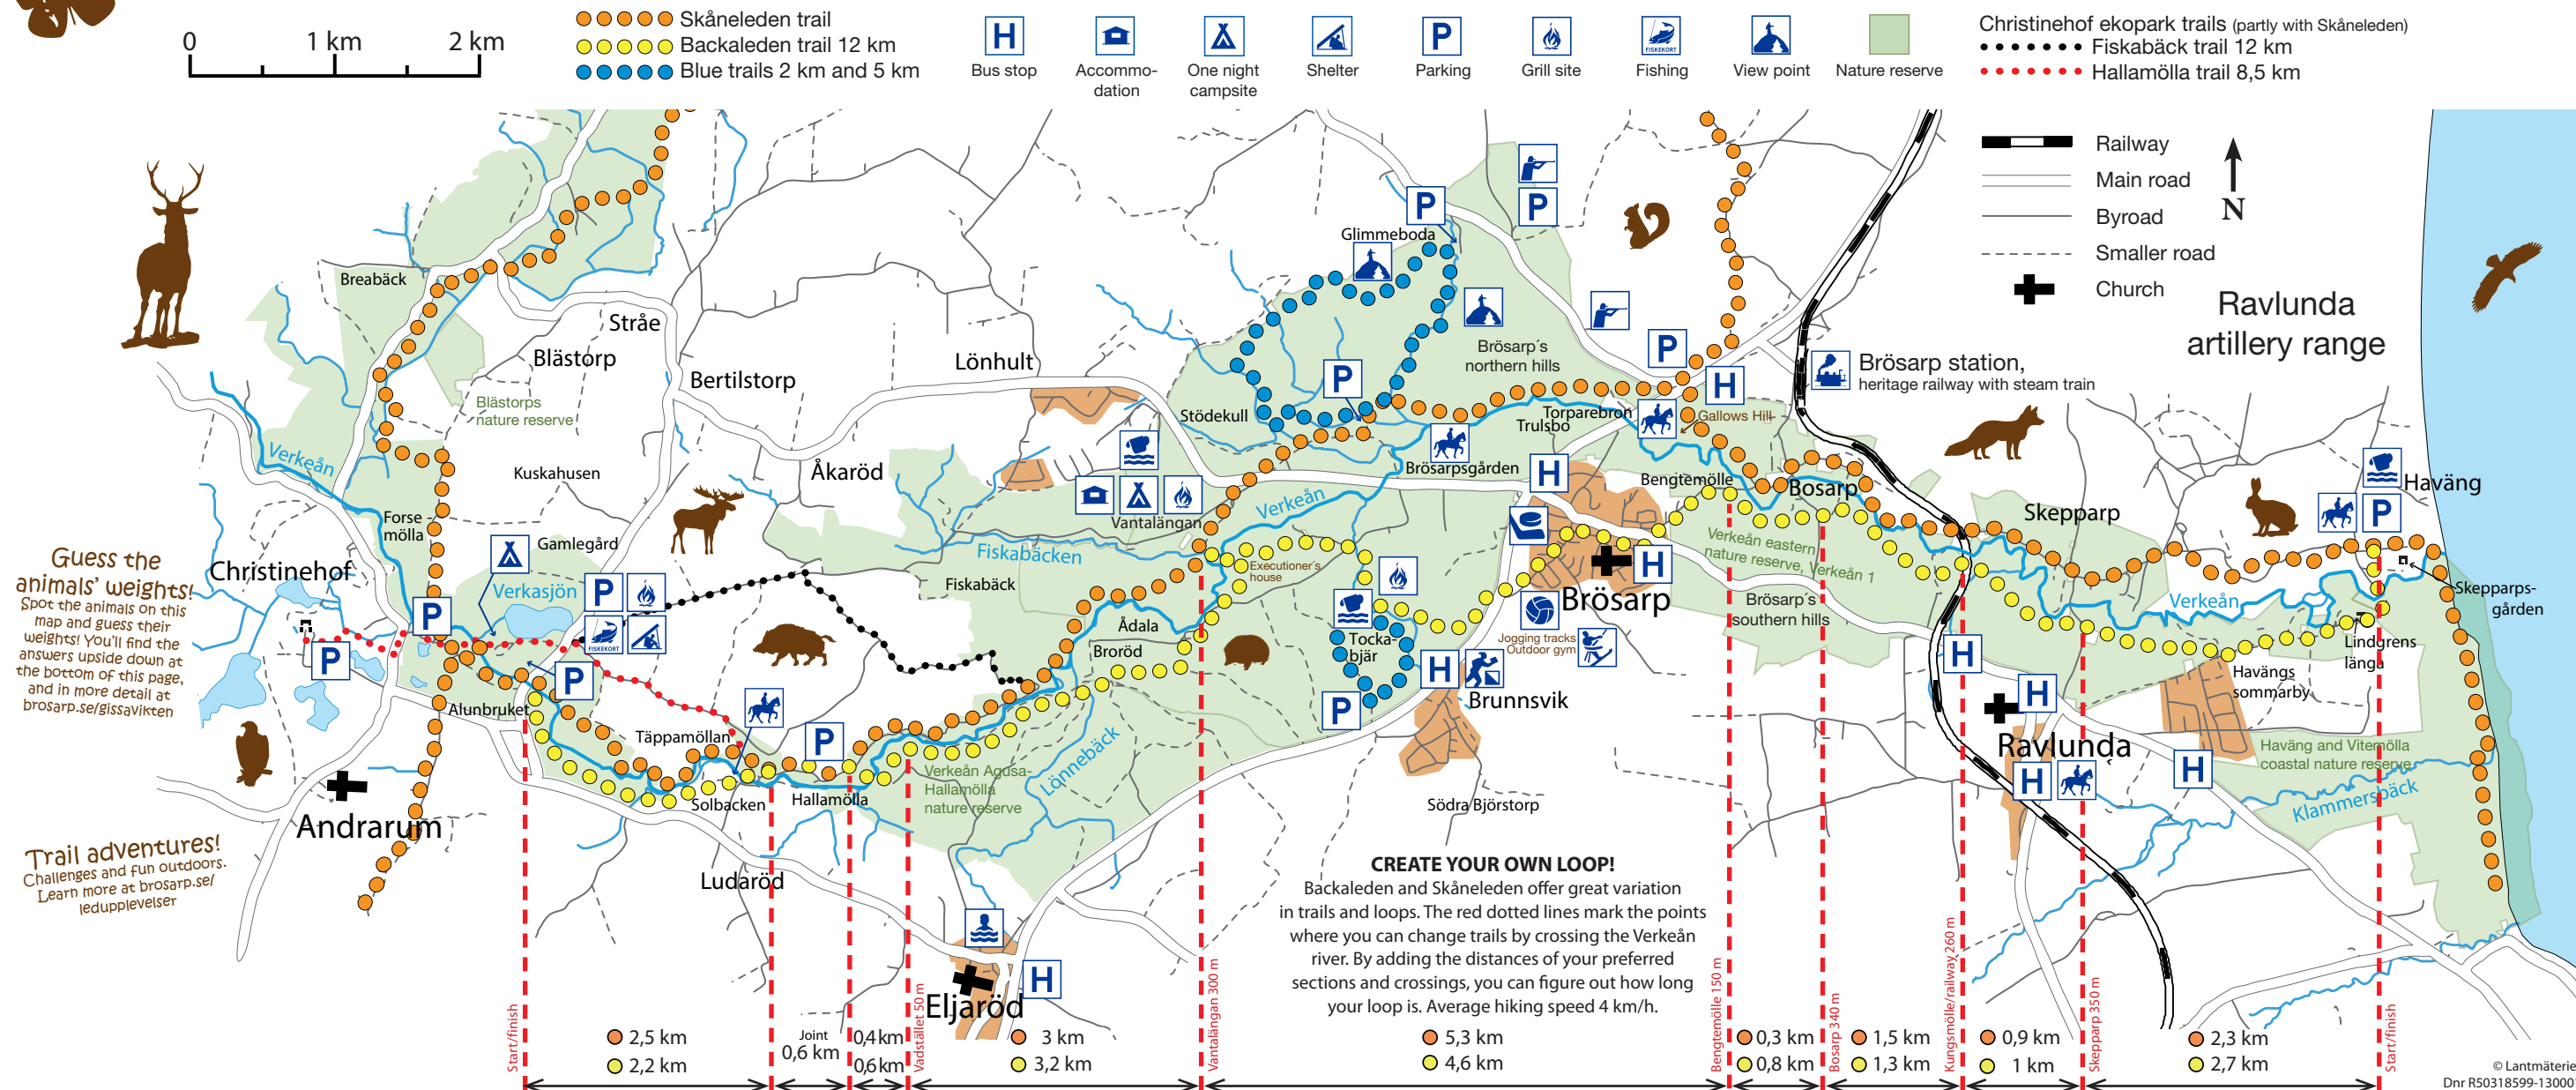 0
1 km
2 km
Skåneleden trail
Backaleden trail 12 km
Blue trails 2 km and 5 km
H
Bus stop
Accommo-
dation
One night
campsite
Shelter
P
Parking
Grill site
FISKEKORT
Fishing
View point
Nature reserve
Christinehof ekopark trails (partly with Skåneleden)
Fiskabäck trail 12 km
Hallamölla trail 8,5 km
Railway
Main road
Byroad
Smaller road
Church
N
Ravlunda
artillery range
Breabäck
Stråe
Blästorp
Bertilstorp
Lönhult
Blästorps
nature reserve
Verkeån
Kuskahusen
Åkaröd
Forse
mölla
Gamlegård
Christinehof
Verkasjön
P
P
P
P
FISKEKORT
Alunbruket
Täppamöllan
P
Solbacken
Hallamölla
Andrarum
Ludaröd
Guess the
animals' weights!
Spot the animals on this
map and guess their
weights! You'll find the
answers upside down at
the bottom of this page,
and in more detail at
brosarp.se/gissavikten
Trail adventures!
Challenges and fun outdoors.
Learn more at brosarp.se/
ledupplevelser
P
P
Glimmeboda
Brösarp´s
northern hills
P
P
H
Stödekull
Torparebron
Trulsbo
Gallows Hill
Brösarp station,
heritage railway with steam train
Brösarpsgården
H
Vantalängan
Verkeån
Fiskabäcken
Fiskabäck
Executioner´s
house
Ådala
Broröd
Bengtemölle
Bosarp
Verkeån eastern
nature reserve, Verkeån 1
H
Brösarp
Brösarp´s
southern hills
Jogging tracks
Outdoor gym
Tocka-
bjär
H
P
Brunnsvik
Södra Björstorp
Verkeån Agusa-
Hallamölla
nature reserve
Lönnebäck
Eljaröd
H
Skepparp
Haväng
P
Skepparps-
gården
Verkeån
Lindgrens
länga
Havängs
sommarby
H
H
Ravlunda
H
H
Haväng and Vitemölla
coastal nature reserve
Klammersbäck
CREATE YOUR OWN LOOP!
Backaleden and Skåneleden offer great variation
in trails and loops. The red dotted lines mark the points
where you can change trails by crossing the Verkeån
river. By adding the distances of your preferred
sections and crossings, you can figure out how long
your loop is. Average hiking speed 4 km/h.
Start/finish
2,5 km
2,2 km
Joint
0,6 km
0,4km
0,6km
Vadstället 50 m
3 km
3,2 km
Vantalängan 300 m
5,3 km
4,6 km
Bengtemölle 150 m
0,3 km
0,8 km
Bosarp 340 m
1,5 km
1,3 km
Kungsmölle/railway 260 m
0,9 km
1 km
Skepparp 350 m
2,3 km
2,7 km
Start/finish
© Lantmäterie
Dnr R50318599-13000